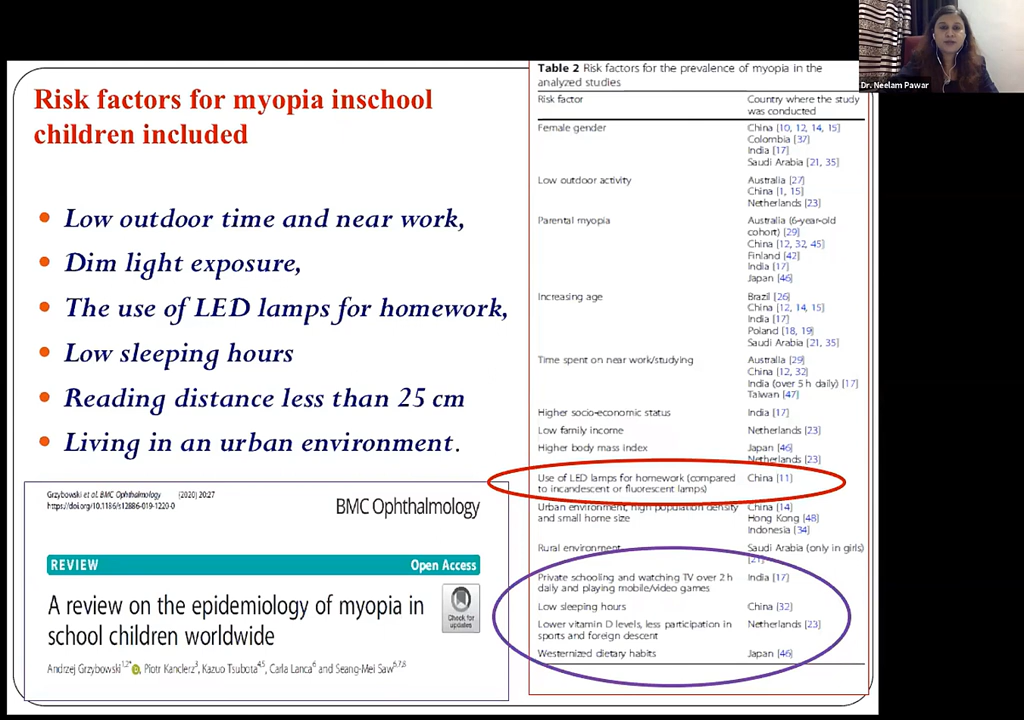 Dr. Neelam Pawar
Risk factors for myopia inschool
children included
Low outdoor time and near work,
Dim light exposure,
The use of LED lamps for homework,
Low sleeping hours
Reading distance less than 25 cm
Living in an urban environment.
Grzybowski et al. BMC Ophthalmology (2020) 20:27
https://doi.org/10.1186/s12886-019-1220-0
BMC Ophthalmology
REVIEW Open Access
A review on the epidemiology of myopia in
school children worldwide
Check for
updates
Andrzej Grzybowski1,2*, Piotr Kanclerz3, Kazuo Tsubota4,5, Carla Lanca6 and Seang-Mei Saw6,7,8
Table 2 Risk factors for the prevalence of myopia in the
analyzed studies
Risk factor Country where the study
was conducted
Female gender China [10, 12, 14, 15]
Colombia [37]
India [17]
Saudi Arabia [21, 35]
Low outdoor activity Australia [27]
China [1, 15]
Netherlands [23]
Parental myopia Australia (6-year-old
cohort) [29]
China [12, 32, 45]
Finland [42]
India [17]
Japan [46]
Increasing age Brazil [26]
China [12, 14, 15]
India [17]
Poland [18, 19]
Saudi Arabia [21, 35]
Time spent on near work/studying Australia [29]
China [12, 32]
India (over 5 h daily) [17]
Taiwan [47]
Higher socio-economic status India [17]
Low family income Netherlands [23]
Higher body mass index Japan [46]
Netherlands [23]
Use of LED lamps for homework (compared China [11]
to incandescent or fluorescent lamps)
Urban environment, high population density China [14]
and small home size Hong Kong [48]
Indonesia [34]
Rural environment Saudi Arabia (only in girls)
[21]
Private schooling and watching TV over 2 h India [17]
daily and playing mobile/video games
Low sleeping hours China [32]
Lower vitamin D levels, less participation in Netherlands [23]
sports and foreign descent
Westernized dietary habits Japan [46]